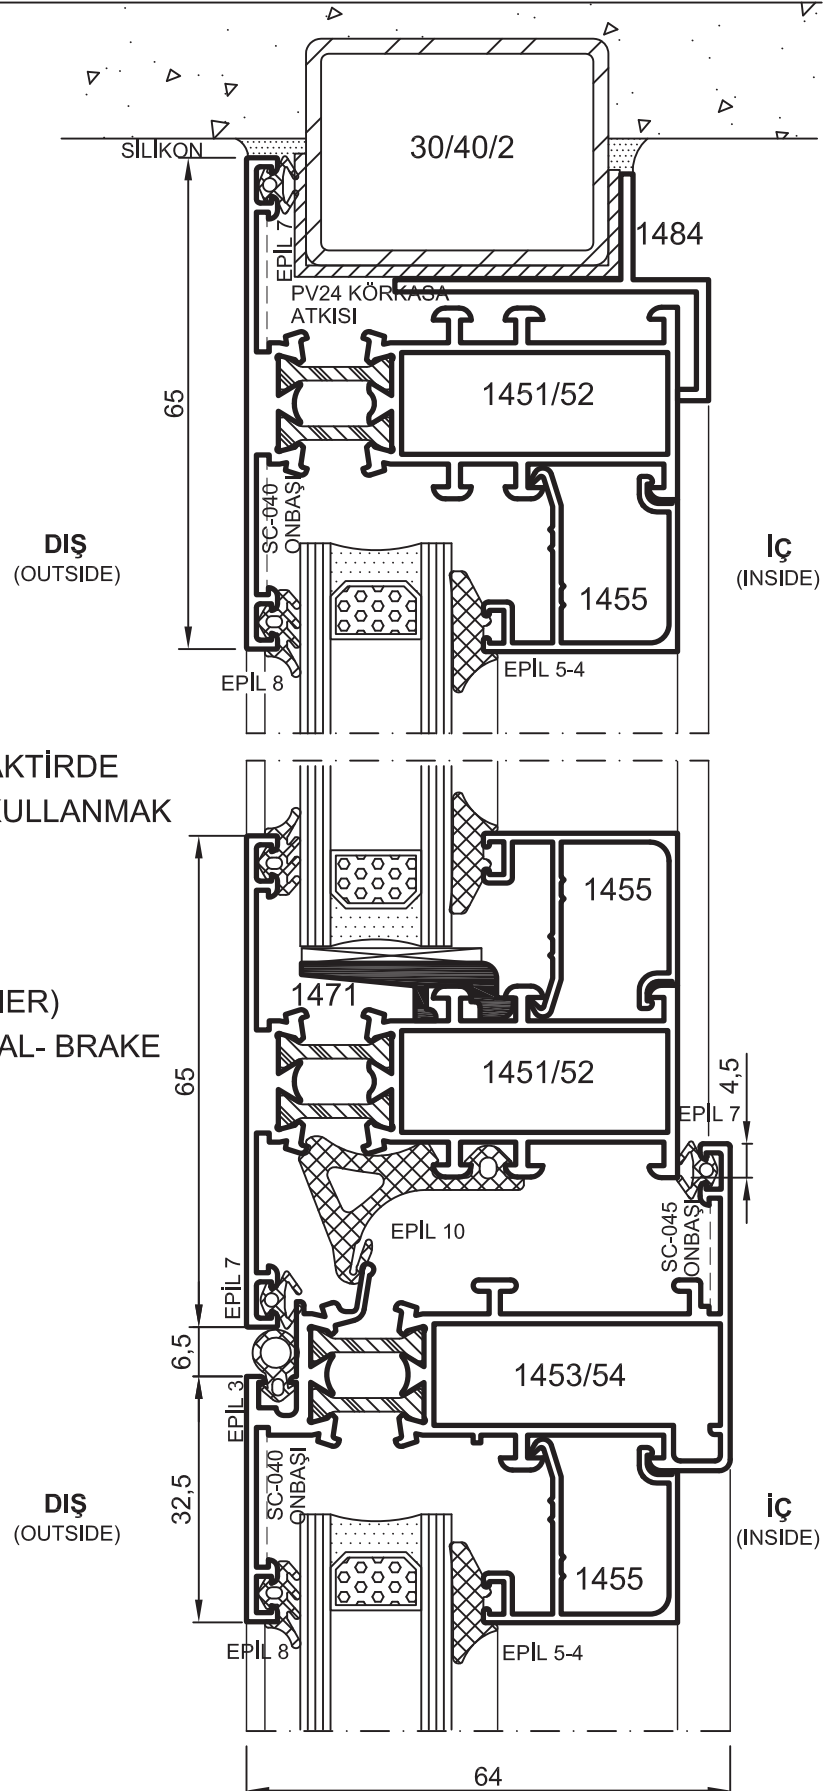 30/40/2
SİLİKON
1484
EPİL 7
PV24 KÖRKASA
ATKISI
1451/52
65
SC-040
ONBAŞI
DIŞ
(OUTSIDE)
İÇ
(INSIDE)
1455
EPİL 8
EPİL 5-4
AKTİRDE
KULLANMAK
1455
IER)
1471
AL- BRAKE
1451/52
65
4,5
EPİL 7
SC-045
ONBAŞI
EPİL 10
EPİL 7
6,5
1453/54
EPİL 3
SC-040
ONBAŞI
32,5
DIŞ
(OUTSIDE)
İÇ
(INSIDE)
1455
EPİL 8
EPİL 5-4
64